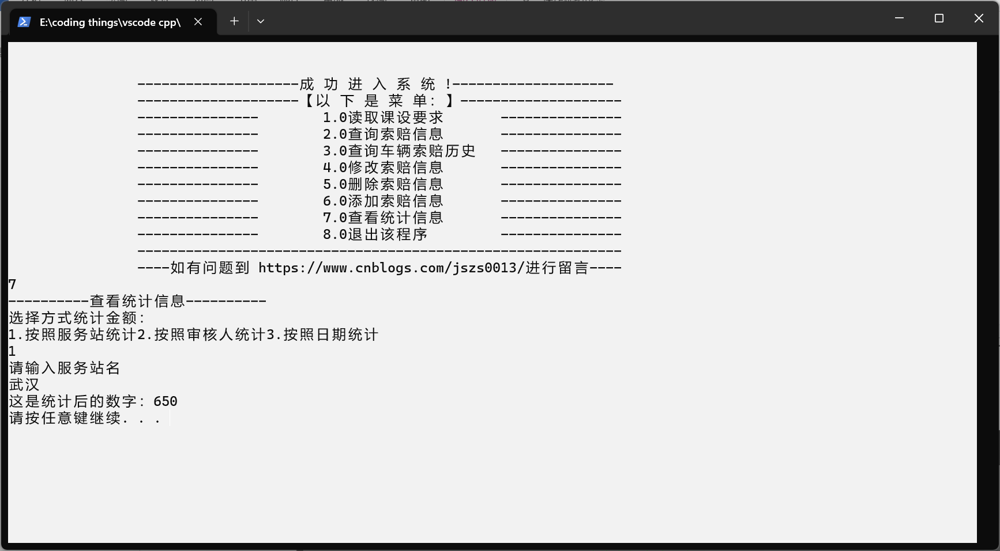 E:\coding things\vscode cpp\
--------------------成 功 进 入 系 统 !--------------------
--------------------【以 下 是 菜 单: 】--------------------
---------------        1.0读取课设要求       ---------------
---------------        2.0查询索赔信息       ---------------
---------------        3.0查询车辆索赔历史   ---------------
---------------        4.0修改索赔信息       ---------------
---------------        5.0删除索赔信息       ---------------
---------------        6.0添加索赔信息       ---------------
---------------        7.0查看统计信息       ---------------
---------------        8.0退出该程序         ---------------
------------------------------------------------------------
----如有问题到 https://www.cnblogs.com/jszs0013/进行留言----
7
----------查看统计信息----------
选择方式统计金额:
1.按照服务站统计2.按照审核人统计3.按照日期统计
1
请输入服务站名
武汉
这是统计后的数字: 650
请按任意键继续. . .